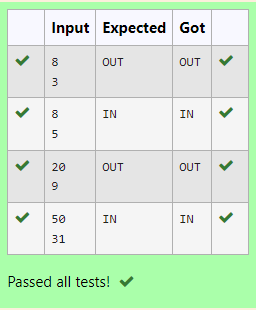 Input Expected Got
8 OUT OUT
3
8 IN IN
5
20 OUT OUT
9
50 IN IN
31
Passed all tests!